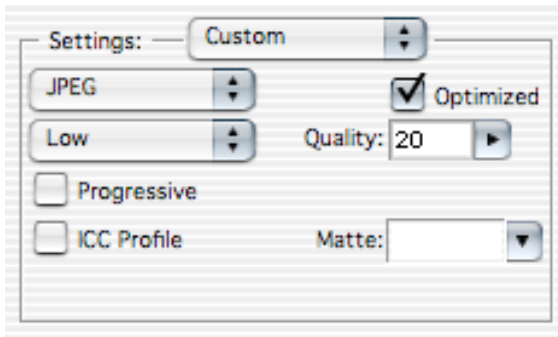 Settings: Custom
JPEG Optimized
Low Quality: 20
Progressive
ICC Profile Matte: